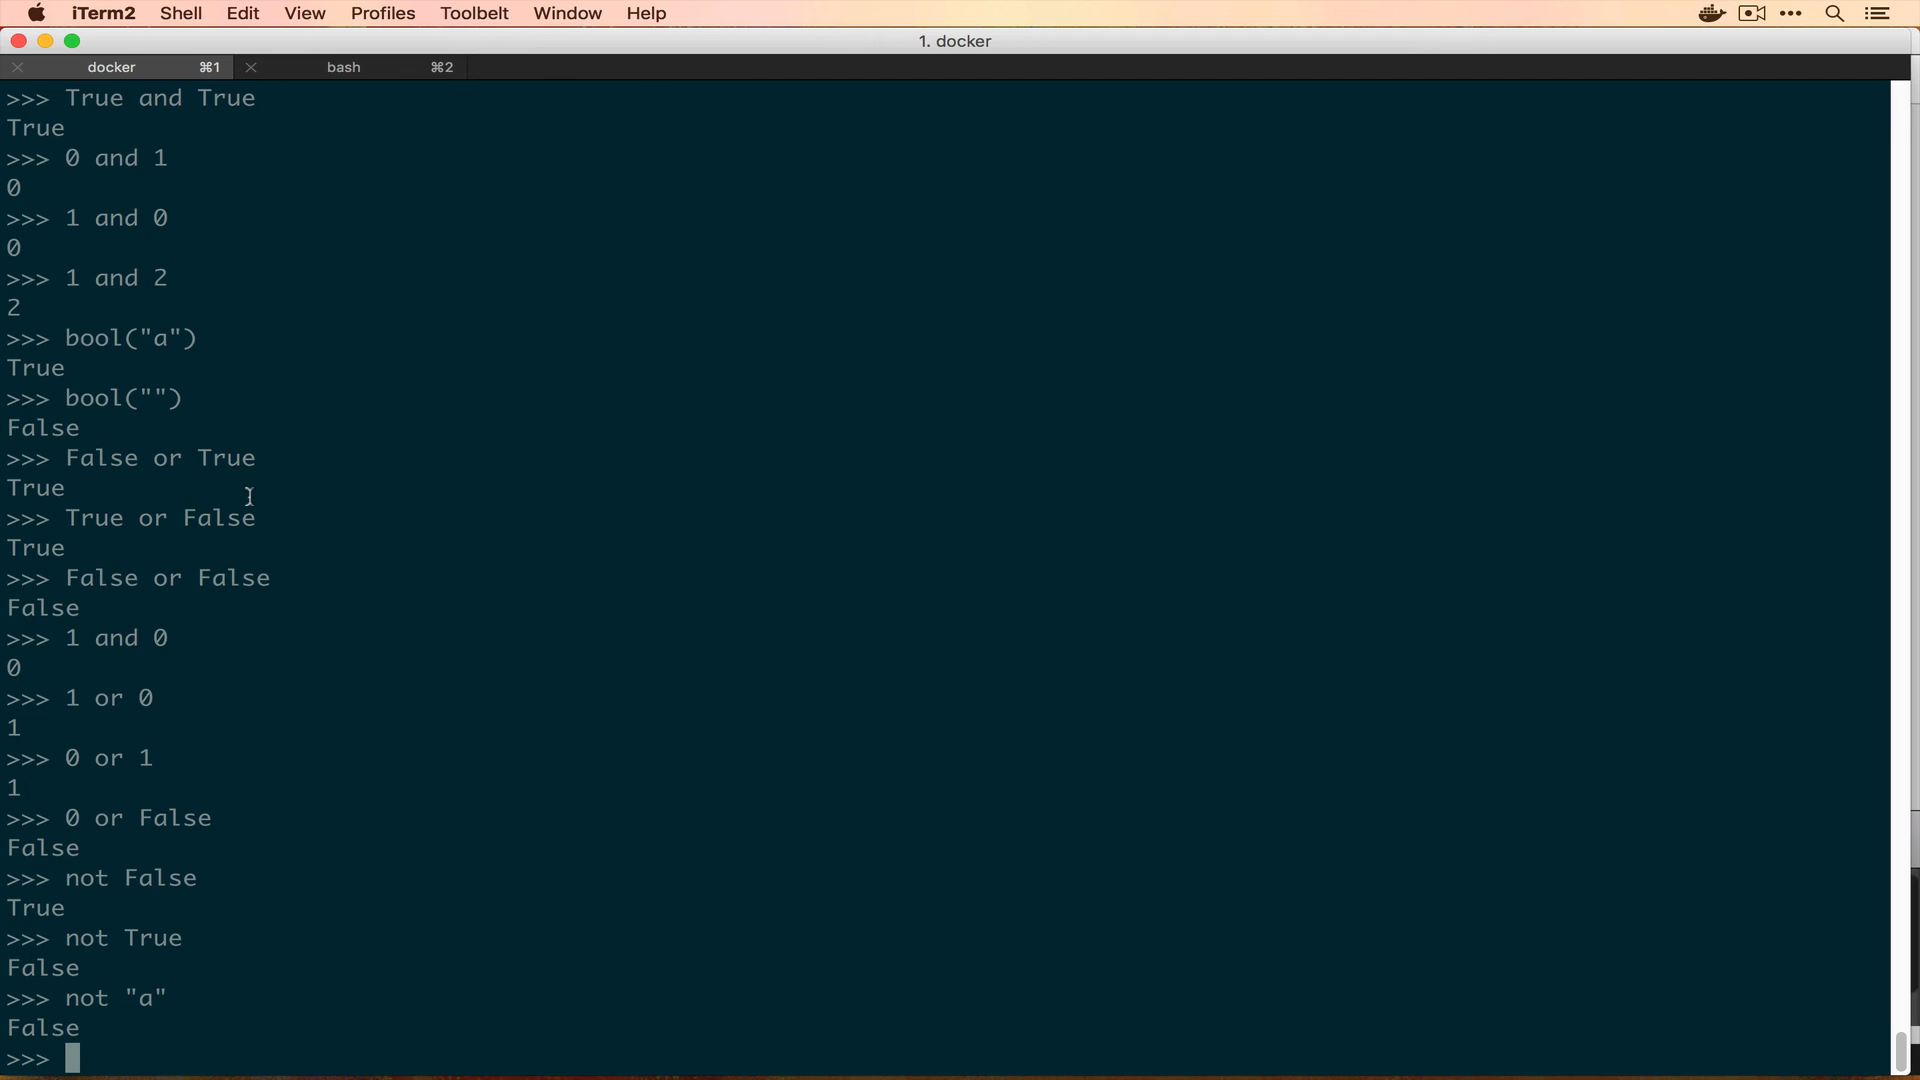 iTerm2 Shell Edit View Profiles Toolbelt Window Help
1. docker
docker ⌘1 bash ⌘2
>>> True and True
True
>>> 0 and 1
0
>>> 1 and 0
0
>>> 1 and 2
2
>>> bool("a")
True
>>> bool("")
False
>>> False or True
True
>>> True or False
True
>>> False or False
False
>>> 1 and 0
0
>>> 1 or 0
1
>>> 0 or 1
1
>>> 0 or False
False
>>> not False
True
>>> not True
False
>>> not "a"
False
>>>